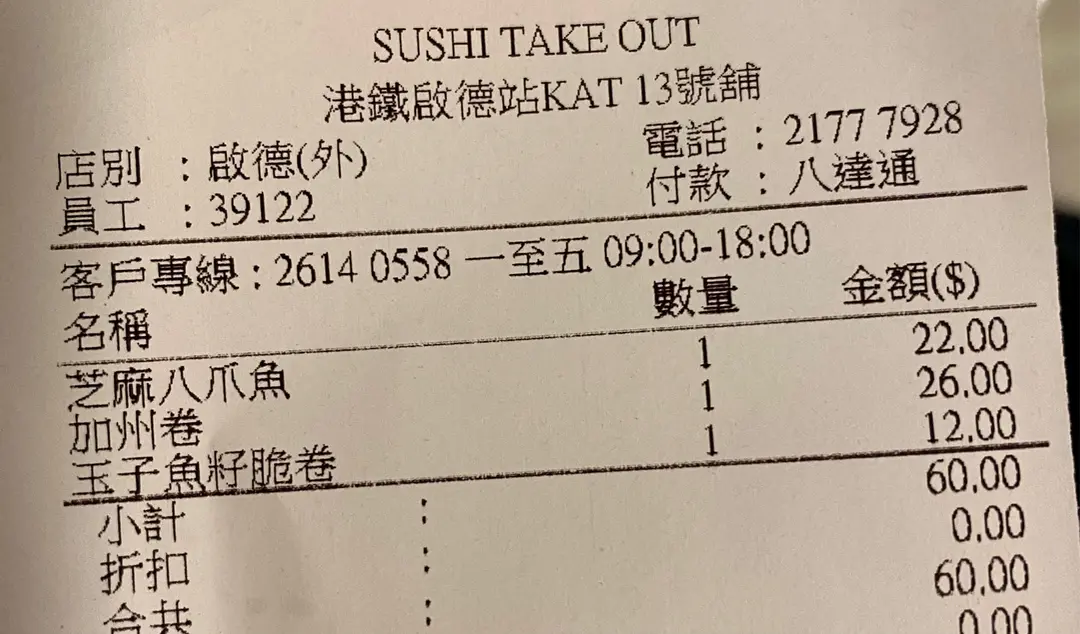 SUSHI TAKE OUT
港鐵啟德站KAT 13號舖
店別 : 啟德(外) 電話 : 2177 7928
員工 : 39122 付款 : 八達通
客戶專線 : 2614 0558 一至五 09:00-18:00
名稱 數量 金額($)
芝麻八爪魚 1 22.00
加州卷 1 26.00
玉子魚籽脆卷 1 12.00
小計 : 60.00
折扣 : 0.00
合共 : 60.00
0.00